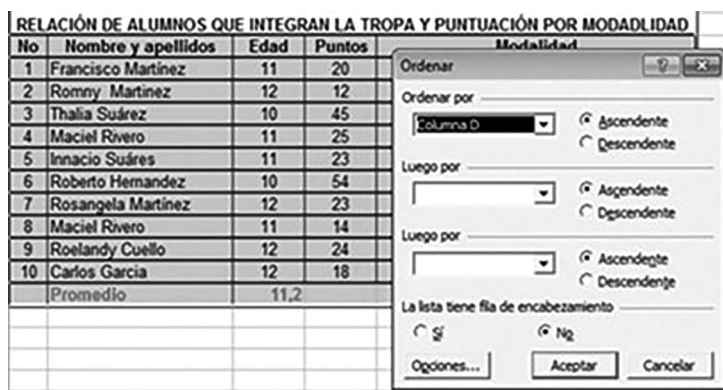 RELACIÓN DE ALUMNOS QUE INTEGRAN LA TROPA Y PUNTUACIÓN POR MODADLIDAD
No Nombre y apellidos Edad Puntos Modalidad
1 Francisco Martínez 11 20
2 Romny Martinez 12 12
3 Thalia Suárez 10 45
4 Maciel Rivero 11 25
5 Innacio Suáres 11 23
6 Roberto Hernandez 10 54
7 Rosangela Martínez 12 23
8 Maciel Rivero 11 14
9 Roelandy Cuello 12 24
10 Carlos Garcia 12 18
Promedio 11,2
Ordenar
Ordenar por
Columna D
Ascendente
Descendente
Luego por
Ascendente
Descendente
Luego por
Ascendente
Descendente
La lista tiene fila de encabezamiento
Sí No
Opciones... Aceptar Cancelar